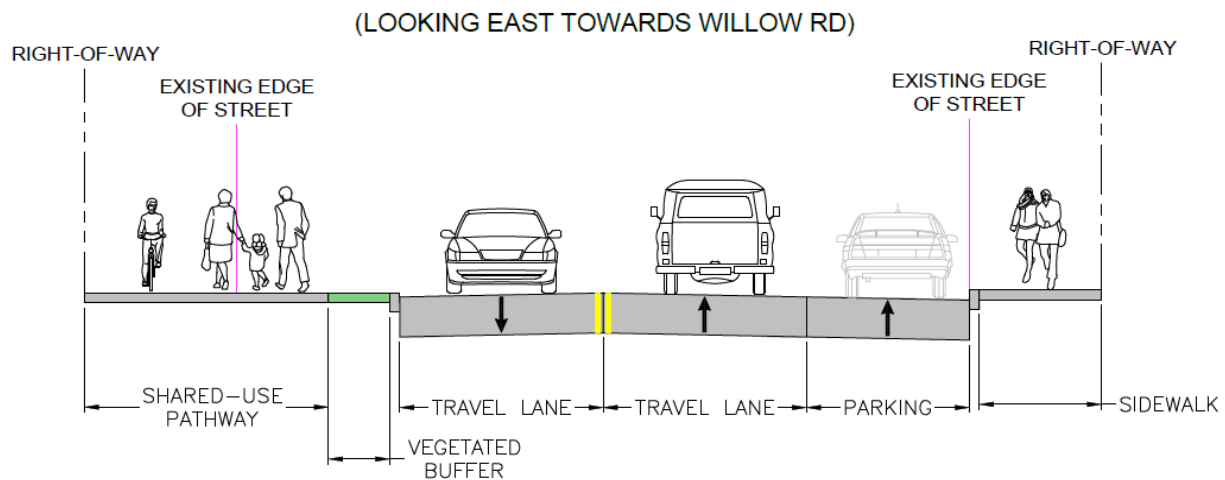 (LOOKING EAST TOWARDS WILLOW RD)
RIGHT-OF-WAY
RIGHT-OF-WAY
EXISTING EDGE
OF STREET
EXISTING EDGE
OF STREET
SHARED-USE
PATHWAY
TRAVEL LANE
TRAVEL LANE
PARKING
SIDEWALK
VEGETATED
BUFFER